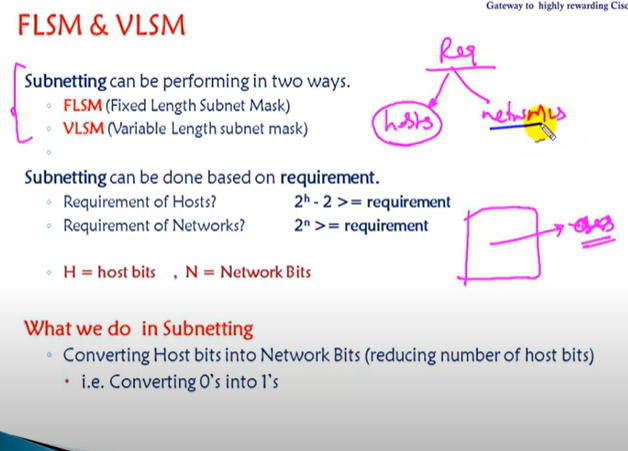 Gateway to highly rewarding Cisc
FLSM & VLSM
Req
Subnetting can be performing in two ways.
FLSM (Fixed Length Subnet Mask)
VLSM (Variable Length subnet mask)
hosts
networks
Subnetting can be done based on requirement.
Requirement of Hosts? 2ʰ - 2 >= requirement
Requirement of Networks? 2ⁿ >= requirement
H = host bits , N = Network Bits
What we do in Subnetting
Converting Host bits into Network Bits (reducing number of host bits)
i.e. Converting 0's into 1's